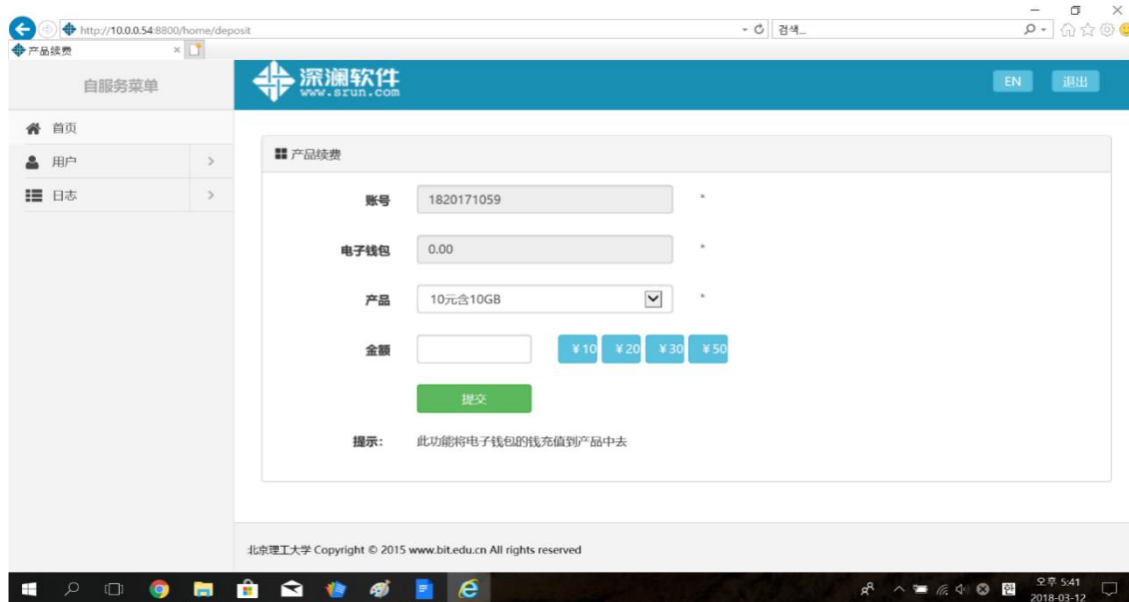 http://10.0.0.54:8800/home/deposit
검색...
产品续费
自服务菜单
深澜软件
www.srun.com
EN
退出
首页
用户
日志
产品续费
账号
1820171059
*
电子钱包
0.00
*
产品
10元含10GB
*
金额
¥10
¥20
¥30
¥50
提交
提示：
此功能将电子钱包的钱充值到产品中去
北京理工大学 Copyright © 2015 www.bit.edu.cn All rights reserved
한
오후 5:41
2018-03-12